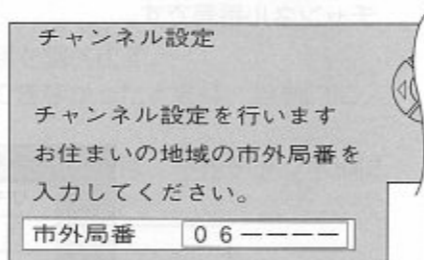 チャンネル設定
チャンネル設定を行います
お住まいの地域の市外局番を
入力してください。
市外局番 06ーーーー